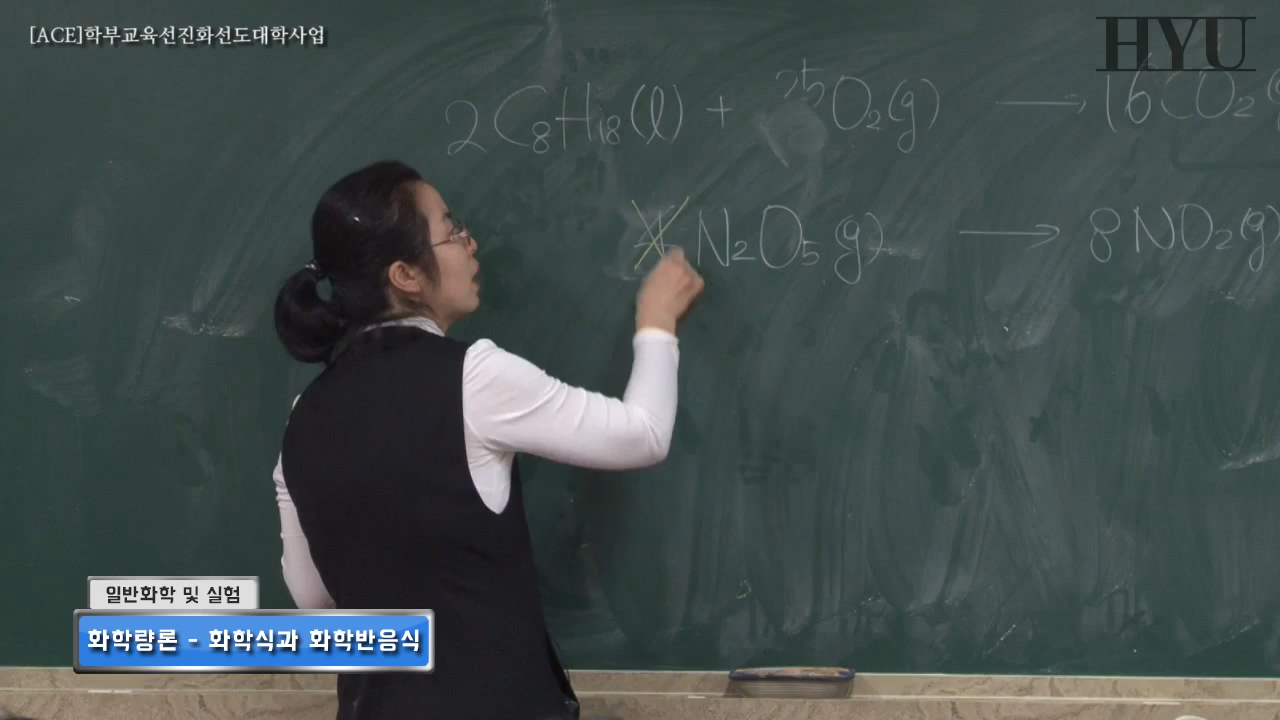 [ACE]학부교육선진화선도대학사업
HYU
2C₈H₁₈(l) + 25O₂(g) → 16CO₂(
N₂O₅ g) → 8NO₂(g)
일반화학 및 실험
화학량론 - 화학식과 화학반응식